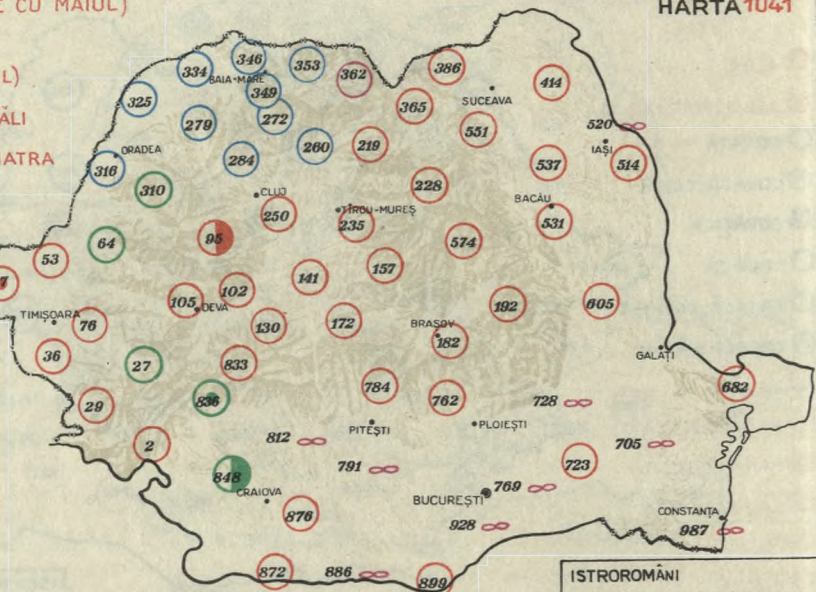 E CU MAIUL)
HARTA 1041
L)
ĂLI
ATRA
346
334
353
386
362
BAIA-MARE
414
349
325
365
SUCEAVA
272
279
551
520 ∞
260
219
IAȘI
ORADEA
284
537
514
316
310
228
CLUJ
BACĂU
250
TÎRGU-MUREȘ
235
531
95
64
574
53
157
141
7
102
105
DEVA
192
605
TIMIȘOARA
76
130
172
BRAȘOV
182
36
GALAȚI
27
833
784
682
29
836
762
728 ∞
PITEȘTI
PLOIEȘTI
2
812 ∞
705 ∞
791 ∞
723
848
769 ∞
CRAIOVA
BUCUREȘTI
876
CONSTANȚA
928 ∞
987 ∞
872
886 ∞
899
ISTROROMÂNI